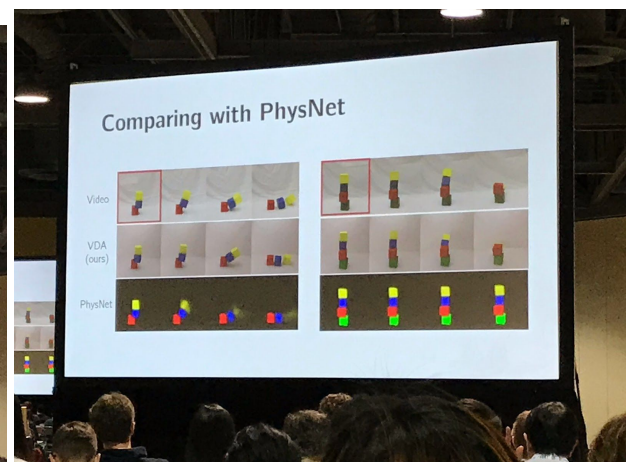 Comparing with PhysNet
Video
VDA
(ours)
PhysNet